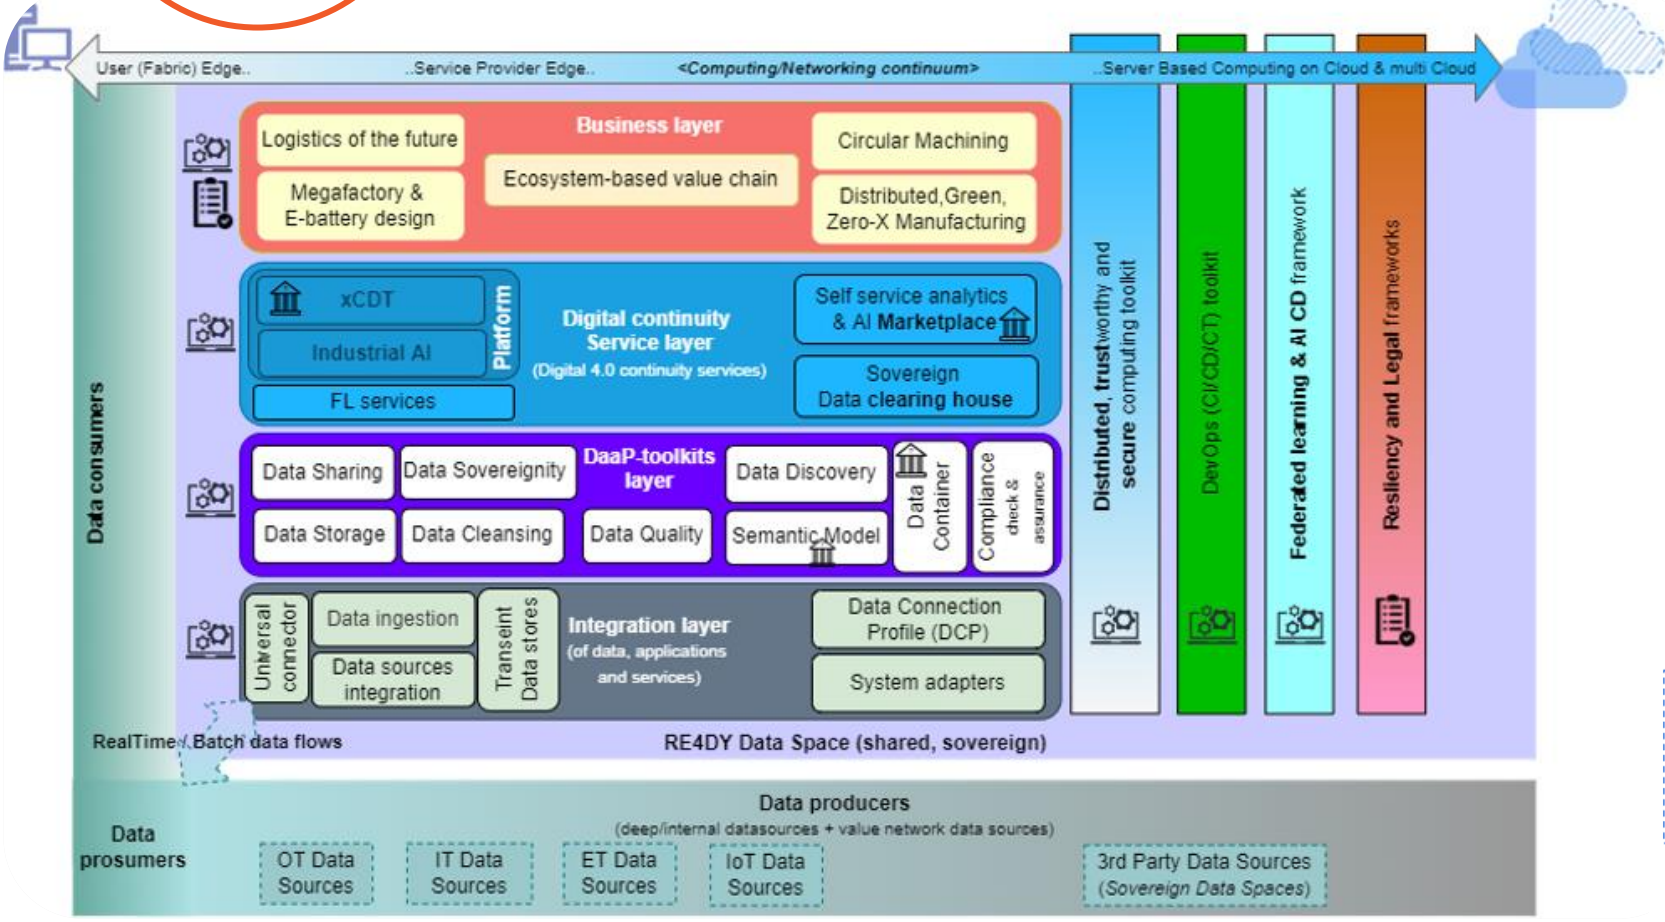 User (Fabric) Edge..
..Service Provider Edge..
<Computing/Networking continuum>
..Server Based Computing on Cloud & multi Cloud
Business layer
Logistics of the future
Megafactory &
E-battery design
Ecosystem-based value chain
Circular Machining
Distributed,Green,
Zero-X Manufacturing
xCDT
Industrial AI
Platform
FL services
Digital continuity
Service layer
(Digital 4.0 continuity services)
Self service analytics
& AI Marketplace
Sovereign
Data clearing house
Data Sharing
Data Sovereignity
DaaP-toolkits
layer
Data Discovery
Data Storage
Data Cleansing
Data Quality
Semantic Model
Data
Container
Compliance
check &
assurance
Universal
connector
Data ingestion
Data sources
integration
Transeint
Data stores
Integration layer
(of data, applications
and services)
Data Connection
Profile (DCP)
System adapters
Distributed, trustworthy and
secure computing toolkit
DevOps (CI/CD/CT) toolkit
Federated learning & AI CD framework
Resliency and Legal frameworks
Data consumers
RealTime / Batch data flows
RE4DY Data Space (shared, sovereign)
Data producers
(deep/internal datasources + value network data sources)
Data
prosumers
OT Data
Sources
IT Data
Sources
ET Data
Sources
IoT Data
Sources
3rd Party Data Sources
(Sovereign Data Spaces)